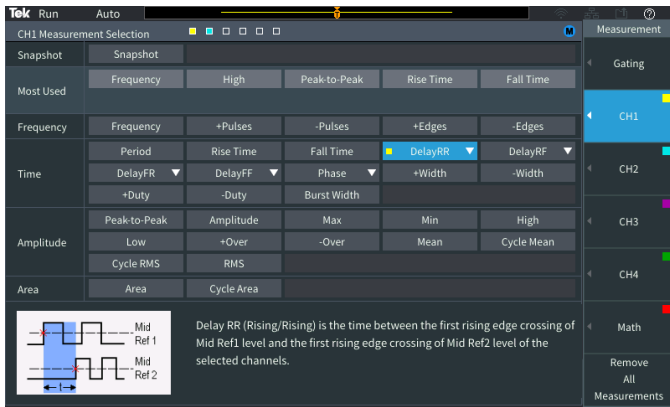 Tek Run Auto
T
?
CH1 Measurement Selection
M
Measurement
Snapshot Snapshot
Gating
Most Used
Frequency High Peak-to-Peak Rise Time Fall Time
CH1
Frequency Frequency +Pulses -Pulses +Edges -Edges
Time
Period Rise Time Fall Time DelayRR DelayRF
DelayFR DelayFF Phase +Width -Width
CH2
+Duty -Duty Burst Width
CH3
Amplitude
Peak-to-Peak Amplitude Max Min High
Low +Over -Over Mean Cycle Mean
Cycle RMS RMS
CH4
Area Area Cycle Area
Math
Mid
Ref 1
Mid
Ref 2
t
Delay RR (Rising/Rising) is the time between the first rising edge crossing of
Mid Ref1 level and the first rising edge crossing of Mid Ref2 level of the
selected channels.
Remove
All
Measurements